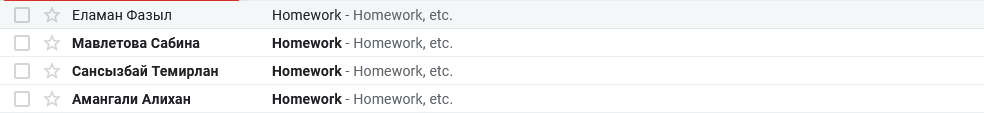 Еламан Фазыл Homework - Homework, etc.
Мавлетова Сабина Homework - Homework, etc.
Сансызбай Темирлан Homework - Homework, etc.
Амангали Алихан Homework - Homework, etc.